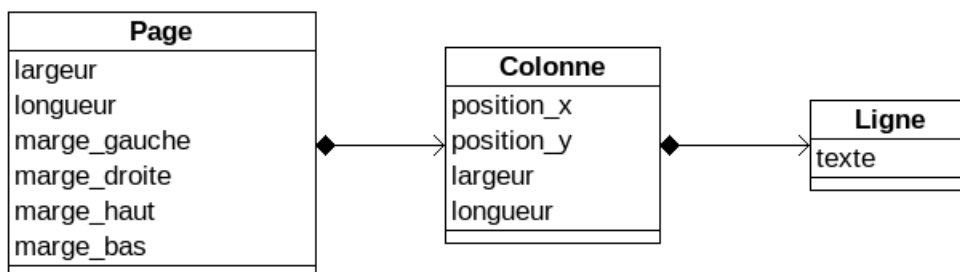 Page
largeur
longueur
marge_gauche
marge_droite
marge_haut
marge_bas
Colonne
position_x
position_y
largeur
longueur
Ligne
texte